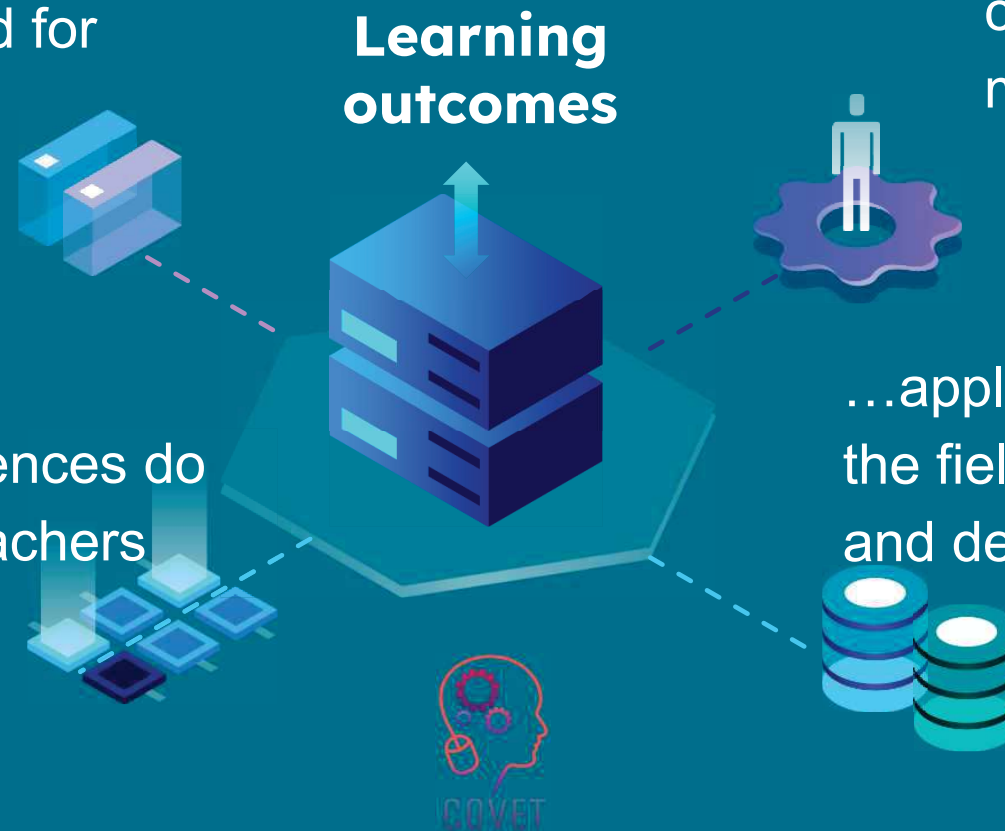 d for
Learning
outcomes
ences do
achers
…appl
the fiel
and de
COVET